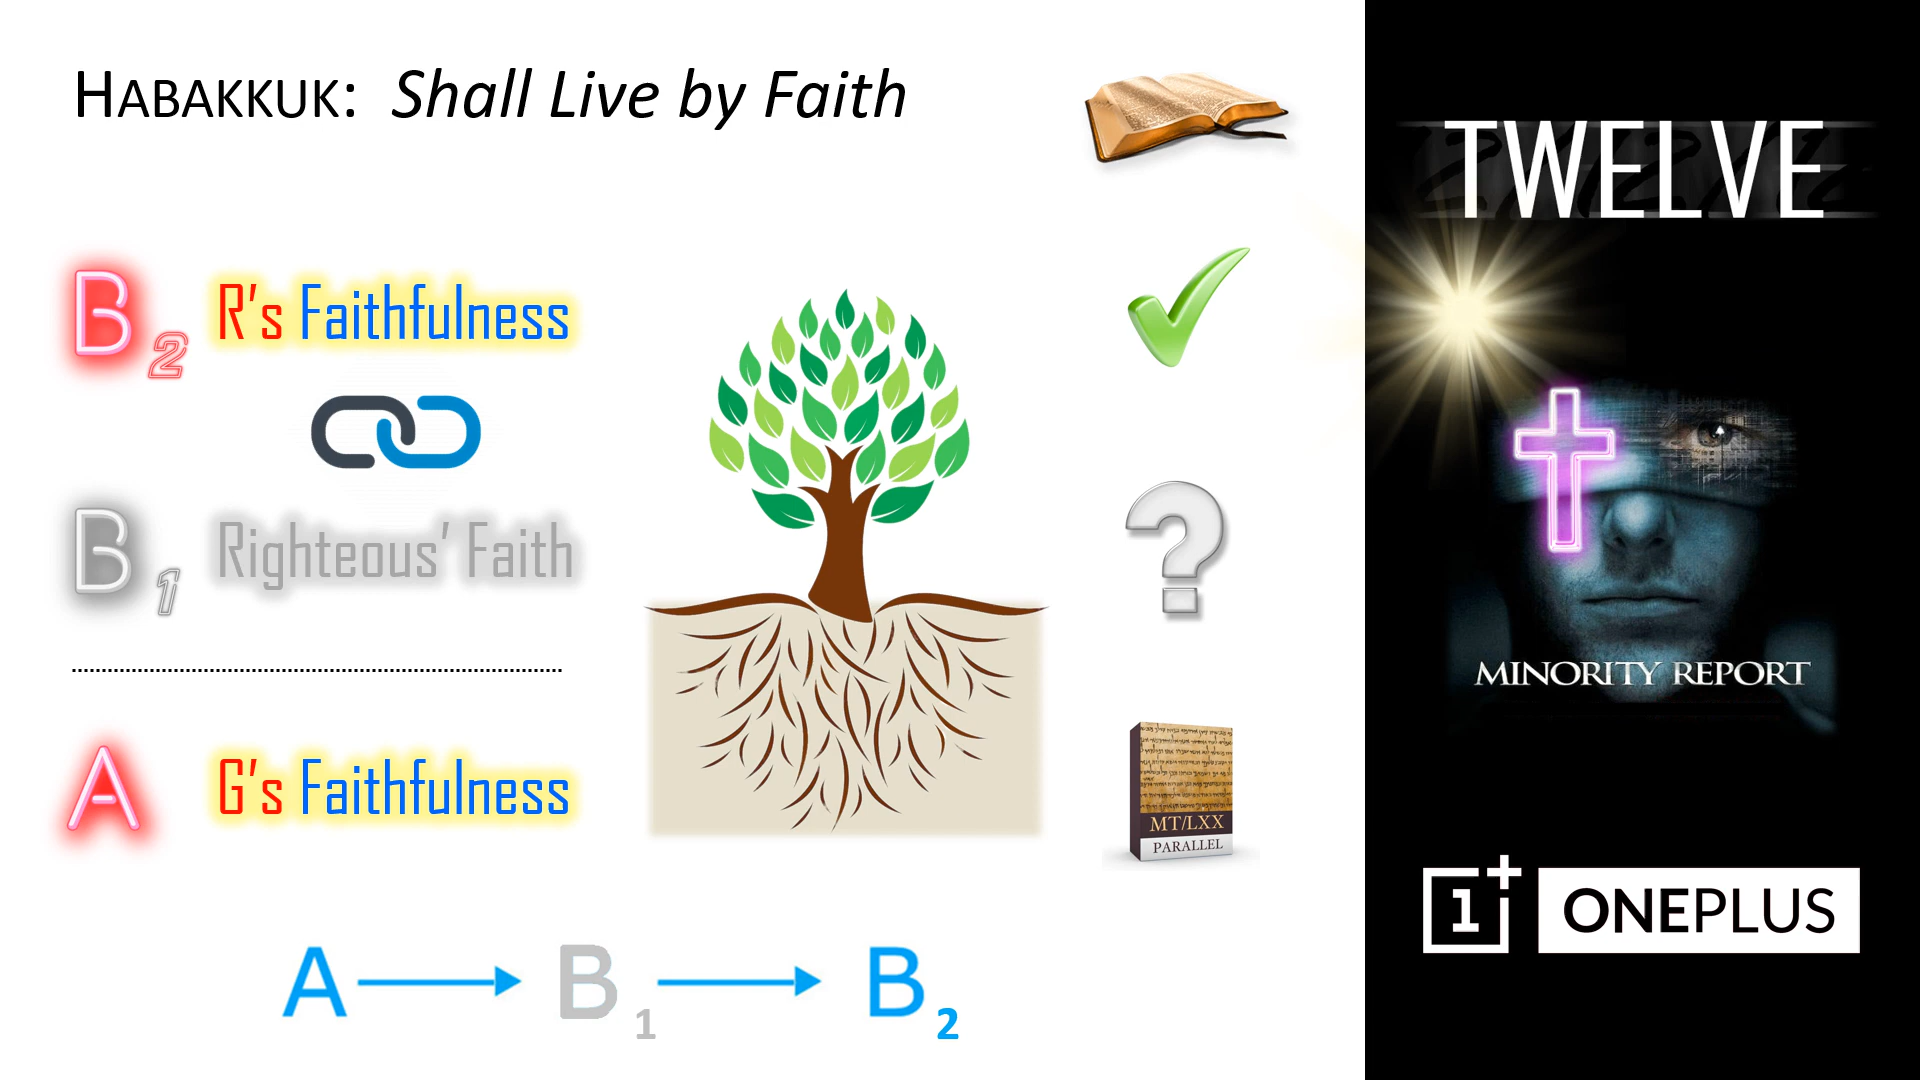 HABAKKUK: Shall Live by Faith
B2 R's Faithfulness
B1 Righteous' Faith
A G's Faithfulness
A B1 B2
MT/LXX
PARALLEL
TWELVE
MINORITY REPORT
1+ ONEPLUS